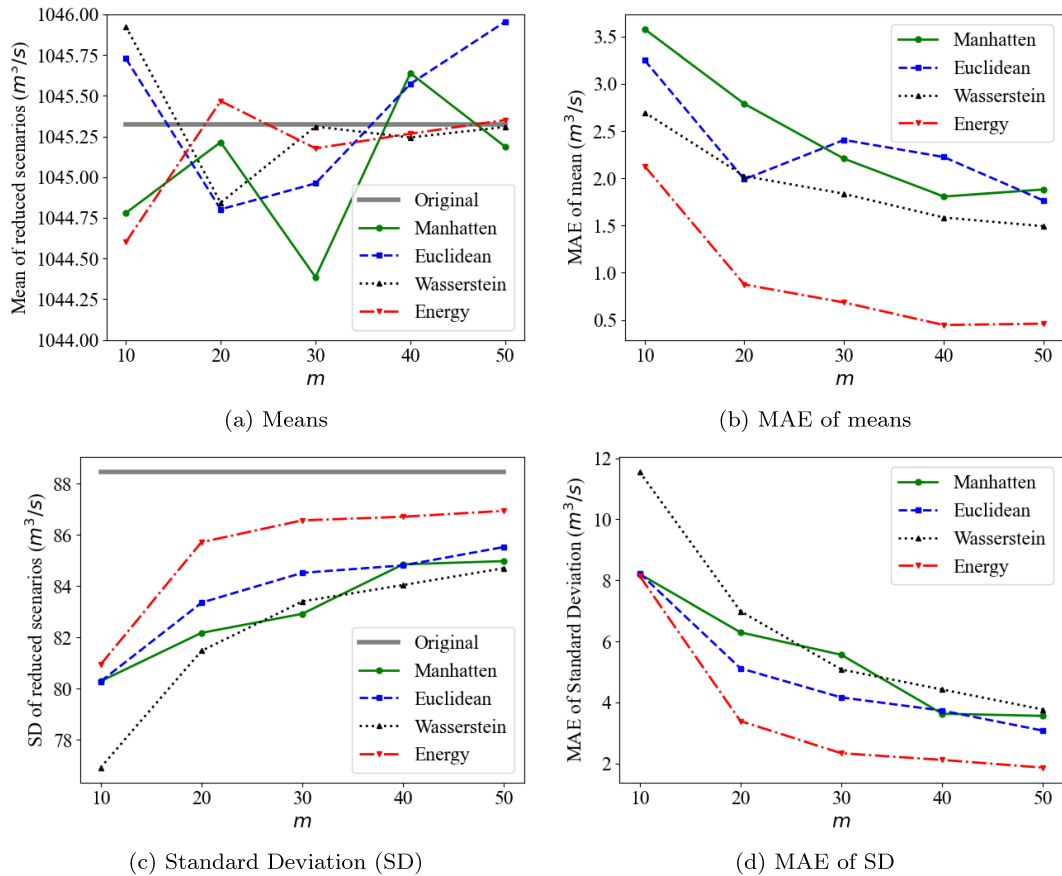 1046.00
1045.75
1045.50
1045.25
1045.00
1044.75
1044.50
1044.25
1044.00
Mean of reduced scenarios (m³/s)
10 20 30 40 50
m
Original
Manhatten
Euclidean
Wasserstein
Energy
(a) Means
3.5
3.0
2.5
2.0
1.5
1.0
0.5
MAE of mean (m³/s)
10 20 30 40 50
m
Manhatten
Euclidean
Wasserstein
Energy
(b) MAE of means
88
86
84
82
80
78
SD of reduced scenarios (m³/s)
10 20 30 40 50
m
Original
Manhatten
Euclidean
Wasserstein
Energy
(c) Standard Deviation (SD)
12
10
8
6
4
2
MAE of Standard Deviation (m³/s)
10 20 30 40 50
m
Manhatten
Euclidean
Wasserstein
Energy
(d) MAE of SD